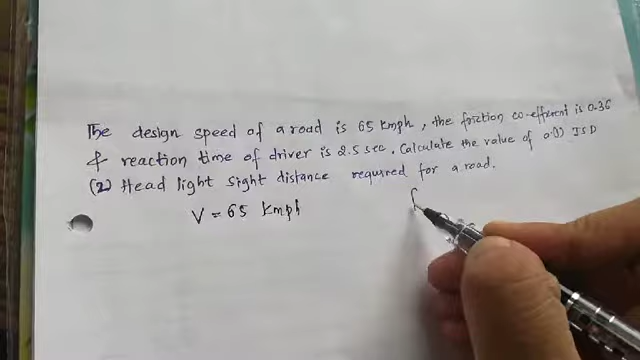 The design speed of a road is 65 kmph, the friction co-efficient is 0.36
& reaction time of driver is 2.5 sec. Calculate the value of (1) ISD
(2) Head light sight distance required for a road.
V = 65 kmph